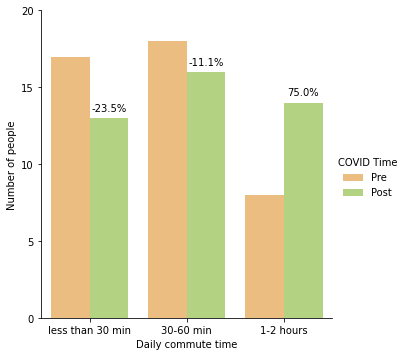 20
15
10
5
0
Number of people
-23.5%
-11.1%
75.0%
less than 30 min
30-60 min
1-2 hours
Daily commute time
COVID Time
Pre
Post